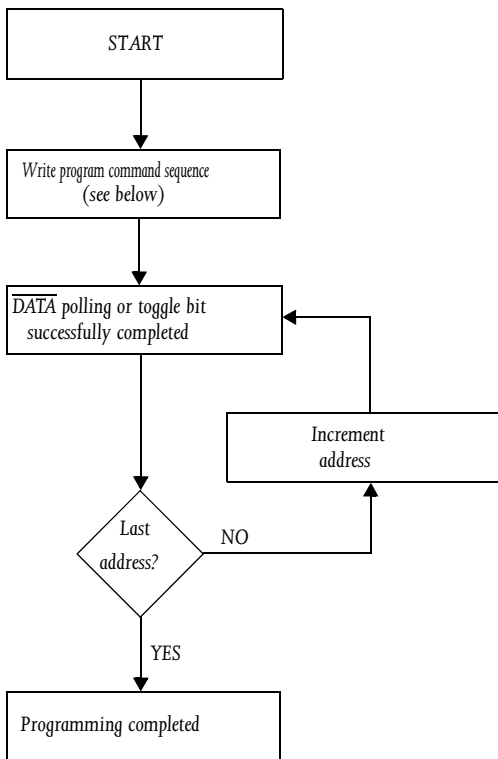 START
Write program command sequence
(see below)
DATA polling or toggle bit
successfully completed
Increment
address
Last
address?
NO
YES
Programming completed